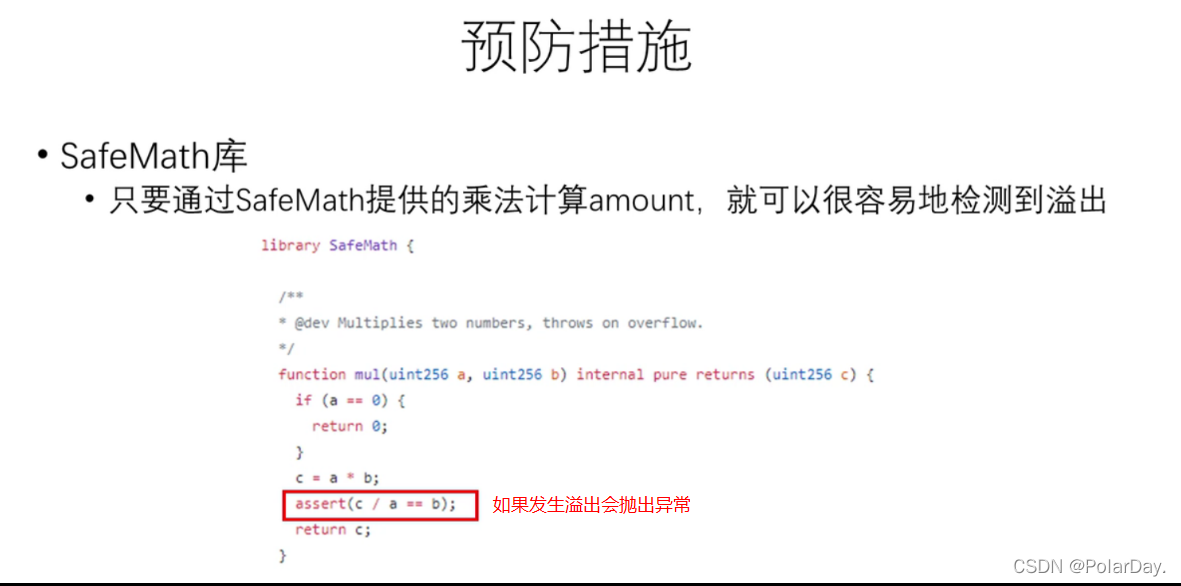 预防措施
• SafeMath库
• 只要通过SafeMath提供的乘法计算amount，就可以很容易地检测到溢出
library SafeMath {
/**
* @dev Multiplies two numbers, throws on overflow.
*/
function mul(uint256 a, uint256 b) internal pure returns (uint256 c) {
if (a == 0) {
return 0;
}
c = a * b;
assert(c / a == b); 如果发生溢出会抛出异常
return c;
}
CSDN @PolarDay.